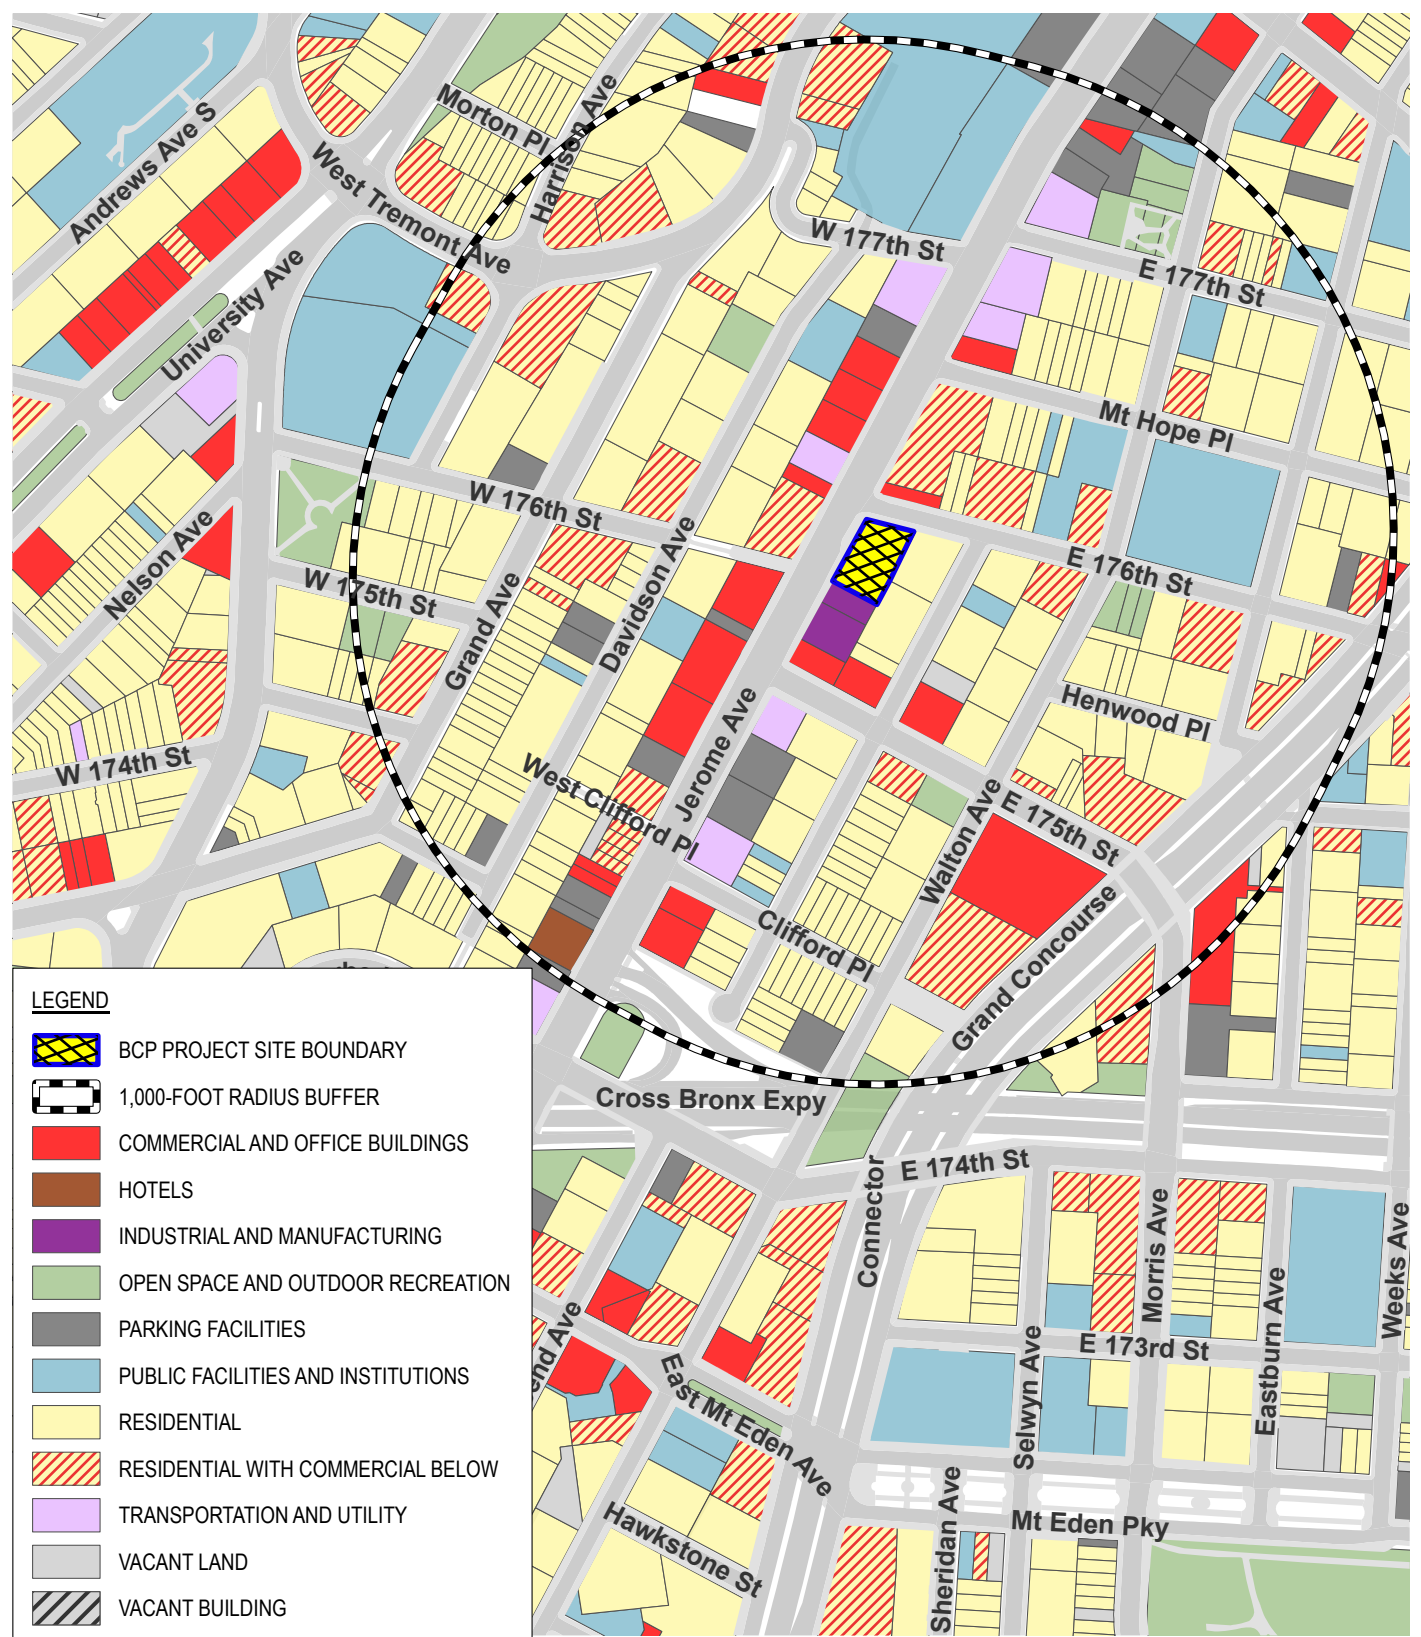 Morton Pl
Harrison Ave
Andrews Ave S
West Tremont Ave
W 177th St
E 177th St
University Ave
Mt Hope Pl
W 176th St
E 176th St
Nelson Ave
W 175th St
Davidson Ave
Grand Ave
Henwood Pl
W 174th St
Jerome Ave
West Clifford Pl
E 175th St
Walton Ave
Clifford Pl
Grand Concourse
Cross Bronx Expy
E 174th St
Connector
Morris Ave
Weeks Ave
Eastburn Ave
E 173rd St
Selwyn Ave
end Ave
East Mt Eden Ave
Sheridan Ave
Mt Eden Pky
Hawkstone St
LEGEND
BCP PROJECT SITE BOUNDARY
1,000-FOOT RADIUS BUFFER
COMMERCIAL AND OFFICE BUILDINGS
HOTELS
INDUSTRIAL AND MANUFACTURING
OPEN SPACE AND OUTDOOR RECREATION
PARKING FACILITIES
PUBLIC FACILITIES AND INSTITUTIONS
RESIDENTIAL
RESIDENTIAL WITH COMMERCIAL BELOW
TRANSPORTATION AND UTILITY
VACANT LAND
VACANT BUILDING